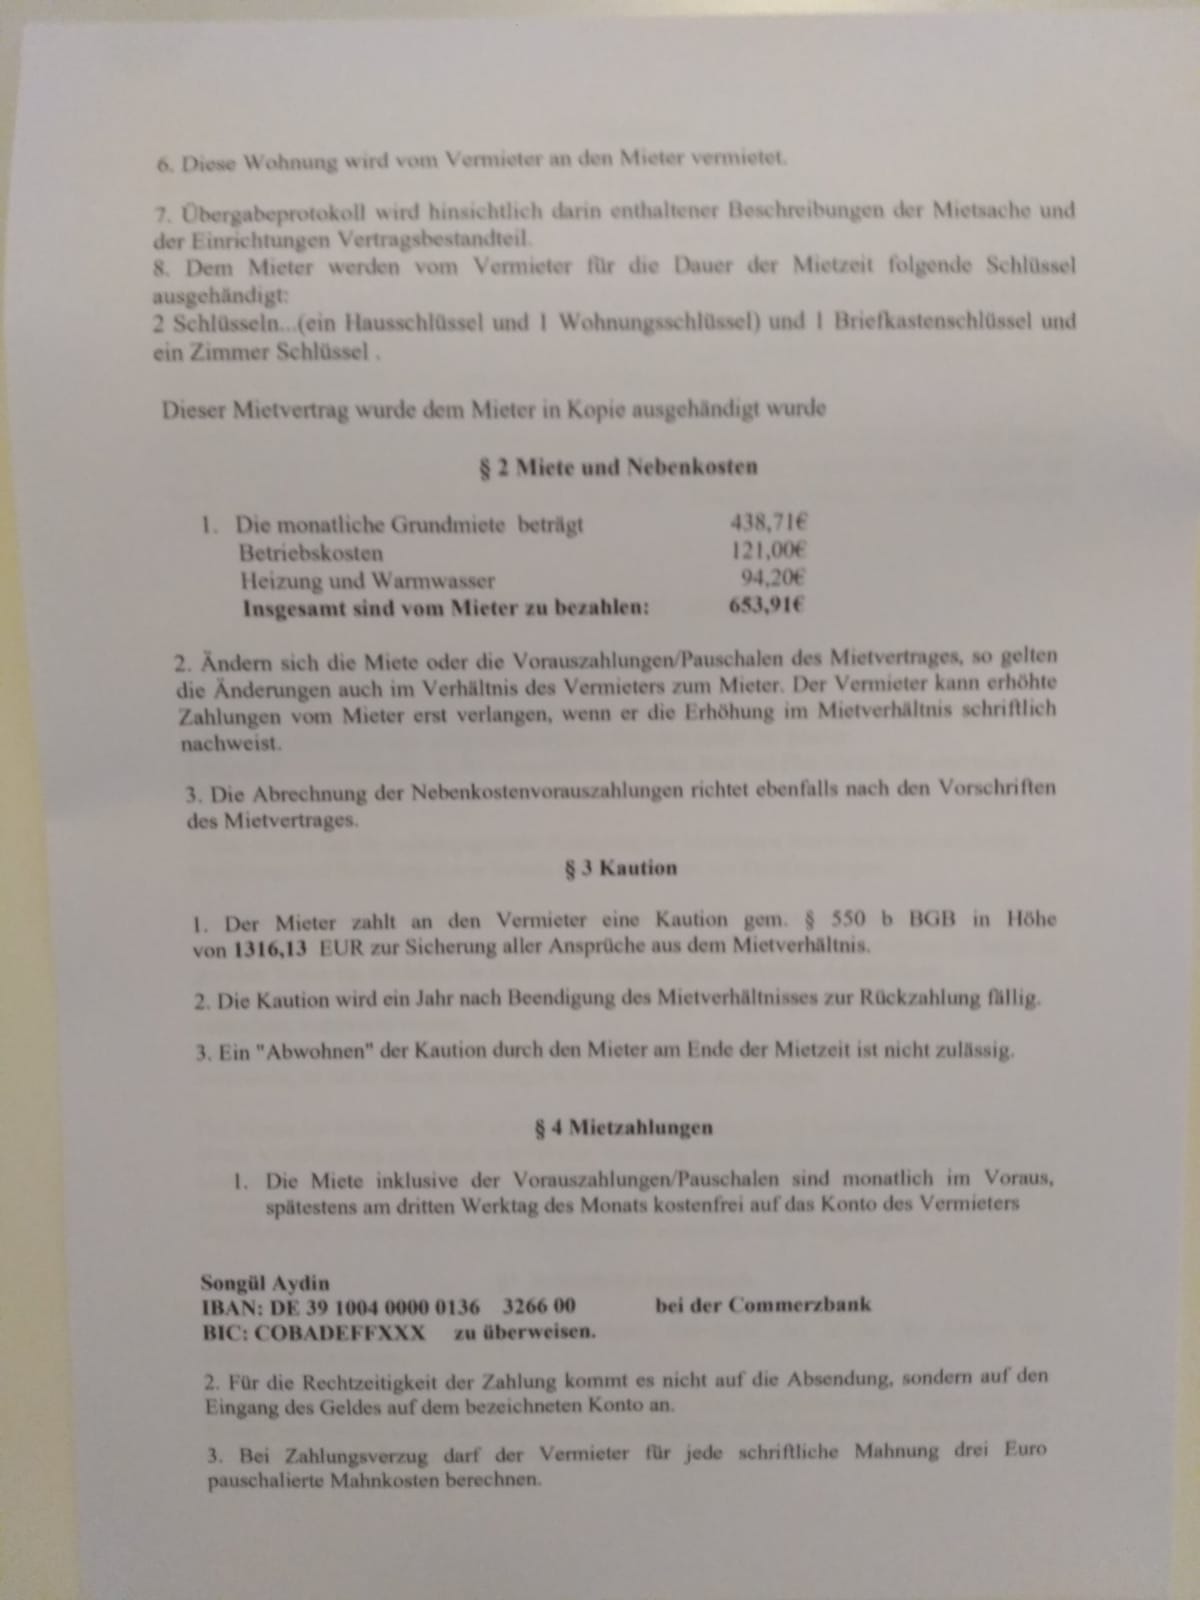 6. Diese Wohnung wird vom Vermieter an den Mieter vermietet.
7. Übergabeprotokoll wird hinsichtlich darin enthaltener Beschreibungen der Mietsache und
der Einrichtungen Vertragsbestandteil.
8. Dem Mieter werden vom Vermieter für die Dauer der Mietzeit folgende Schlüssel
ausgehändigt:
2 Schlüsseln...(ein Hausschlüssel und 1 Wohnungsschlüssel) und 1 Briefkastenschlüssel und
ein Zimmer Schlüssel .
Dieser Mietvertrag wurde dem Mieter in Kopie ausgehändigt wurde
§ 2 Miete und Nebenkosten
1. Die monatliche Grundmiete beträgt 438,71€
Betriebskosten 121,00€
Heizung und Warmwasser 94,20€
Insgesamt sind vom Mieter zu bezahlen: 653,91€
2. Ändern sich die Miete oder die Vorauszahlungen/Pauschalen des Mietvertrages, so gelten
die Änderungen auch im Verhältnis des Vermieters zum Mieter. Der Vermieter kann erhöhte
Zahlungen vom Mieter erst verlangen, wenn er die Erhöhung im Mietverhältnis schriftlich
nachweist.
3. Die Abrechnung der Nebenkostenvorauszahlungen richtet ebenfalls nach den Vorschriften
des Mietvertrages.
§ 3 Kaution
1. Der Mieter zahlt an den Vermieter eine Kaution gem. § 550 b BGB in Höhe
von 1316,13 EUR zur Sicherung aller Ansprüche aus dem Mietverhältnis.
2. Die Kaution wird ein Jahr nach Beendigung des Mietverhältnisses zur Rückzahlung fällig.
3. Ein "Abwohnen" der Kaution durch den Mieter am Ende der Mietzeit ist nicht zulässig.
§ 4 Mietzahlungen
1. Die Miete inklusive der Vorauszahlungen/Pauschalen sind monatlich im Voraus,
spätestens am dritten Werktag des Monats kostenfrei auf das Konto des Vermieters
Songül Aydin
IBAN: DE 39 1004 0000 0136 3266 00 bei der Commerzbank
BIC: COBADEFFXXX zu überweisen.
2. Für die Rechtzeitigkeit der Zahlung kommt es nicht auf die Absendung, sondern auf den
Eingang des Geldes auf dem bezeichneten Konto an.
3. Bei Zahlungsverzug darf der Vermieter für jede schriftliche Mahnung drei Euro
pauschalierte Mahnkosten berechnen.